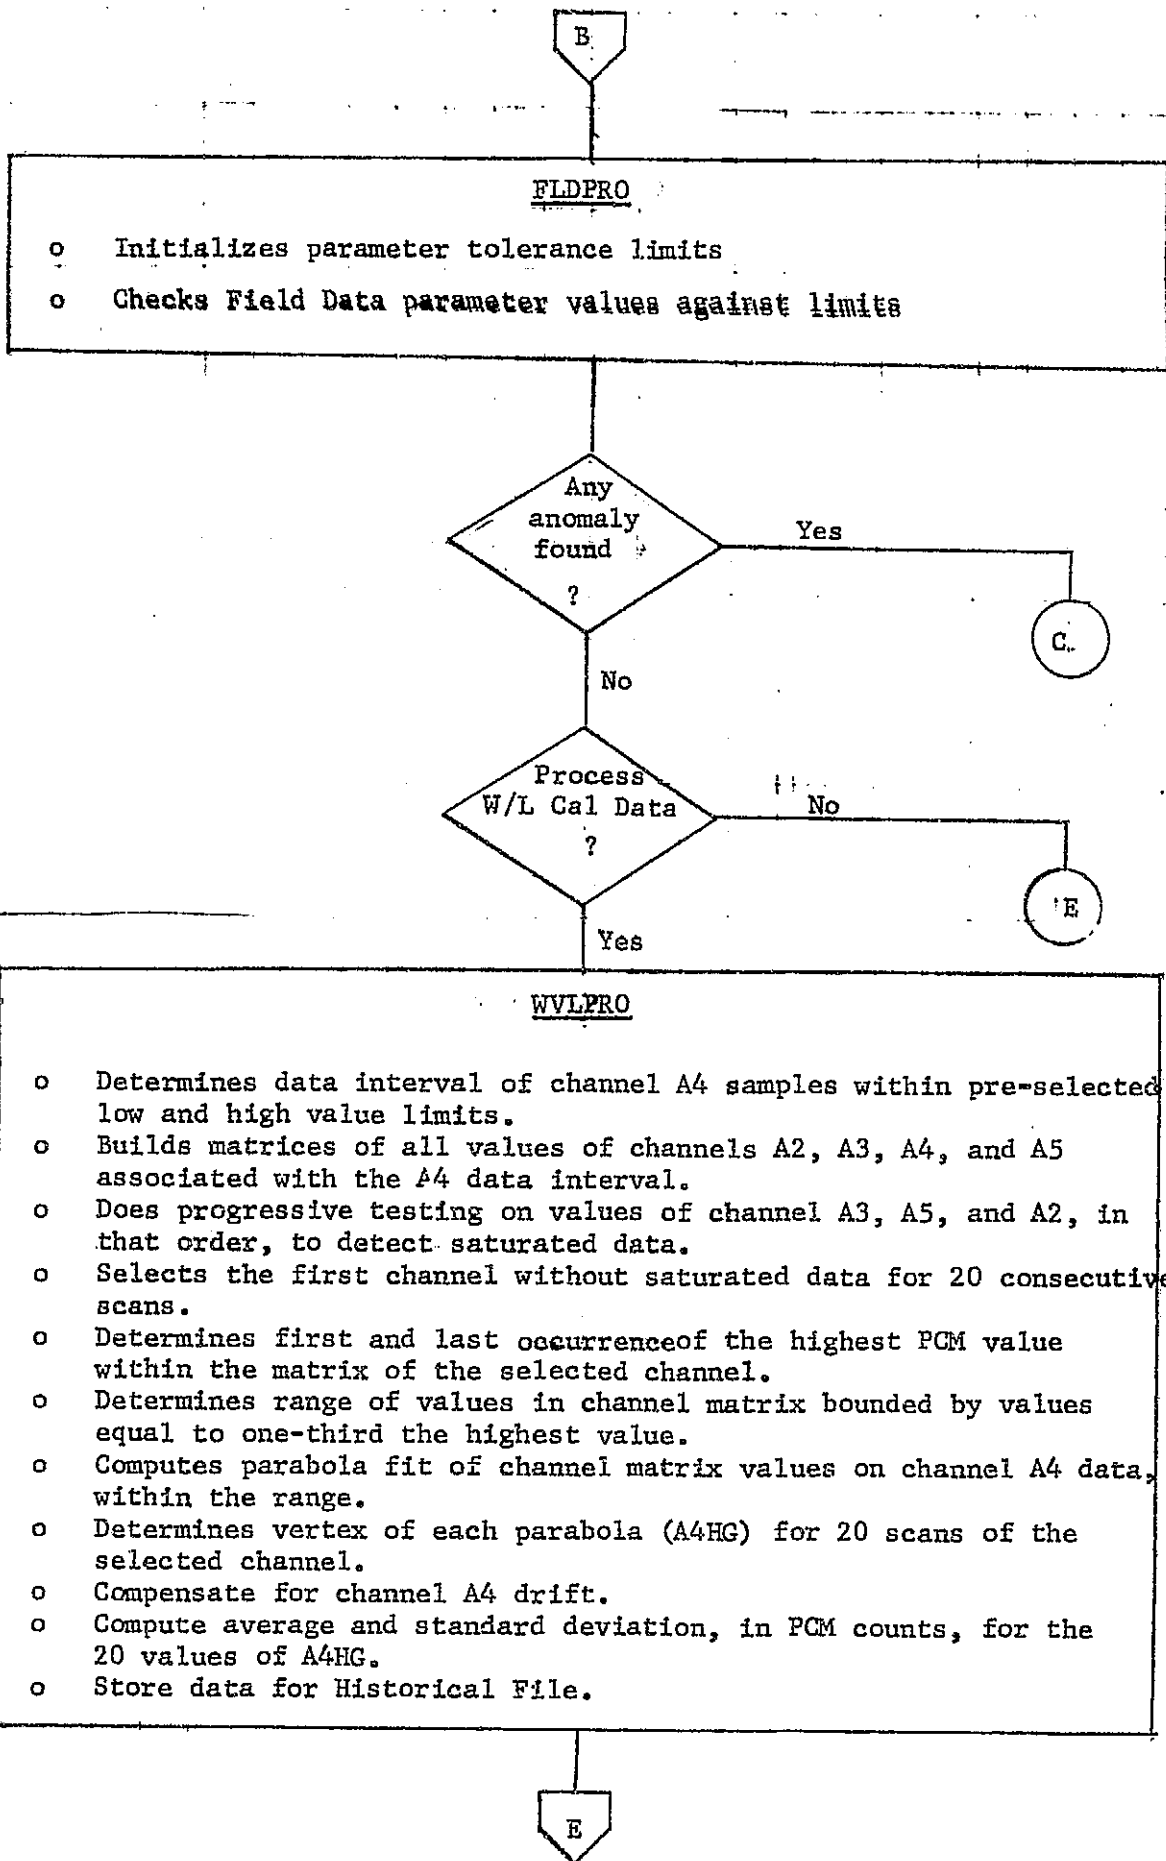 B
FLDPRO
o Initializes parameter tolerance limits
o Checks Field Data parameter values against limits
Any
anomaly
found
?
Yes
C
No
Process
W/L Cal Data
?
No
E
Yes
WVLPRO
o Determines data interval of channel A4 samples within pre-selected
low and high value limits.
o Builds matrices of all values of channels A2, A3, A4, and A5
associated with the A4 data interval.
o Does progressive testing on values of channel A3, A5, and A2, in
that order, to detect saturated data.
o Selects the first channel without saturated data for 20 consecutive
scans.
o Determines first and last occurrenceof the highest PCM value
within the matrix of the selected channel.
o Determines range of values in channel matrix bounded by values
equal to one-third the highest value.
o Computes parabola fit of channel matrix values on channel A4 data,
within the range.
o Determines vertex of each parabola (A4HG) for 20 scans of the
selected channel.
o Compensate for channel A4 drift.
o Compute average and standard deviation, in PCM counts, for the
20 values of A4HG.
o Store data for Historical File.
E